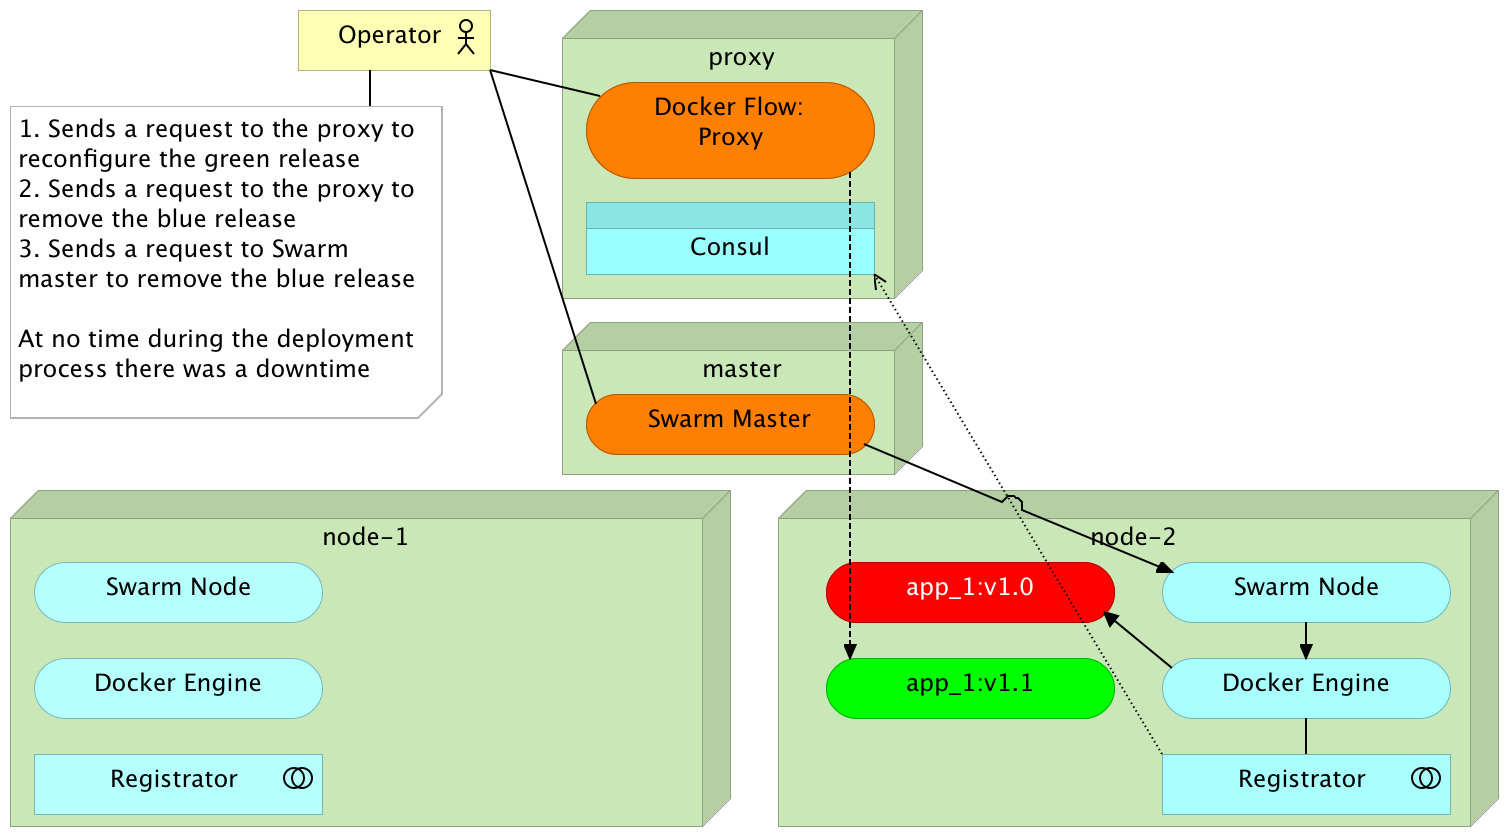 Operator
1. Sends a request to the proxy to
reconfigure the green release
2. Sends a request to the proxy to
remove the blue release
3. Sends a request to Swarm
master to remove the blue release
At no time during the deployment
process there was a downtime
proxy
Docker Flow:
Proxy
Consul
master
Swarm Master
node-1
Swarm Node
Docker Engine
Registrator
node-2
app_1:v1.0
Swarm Node
app_1:v1.1
Docker Engine
Registrator